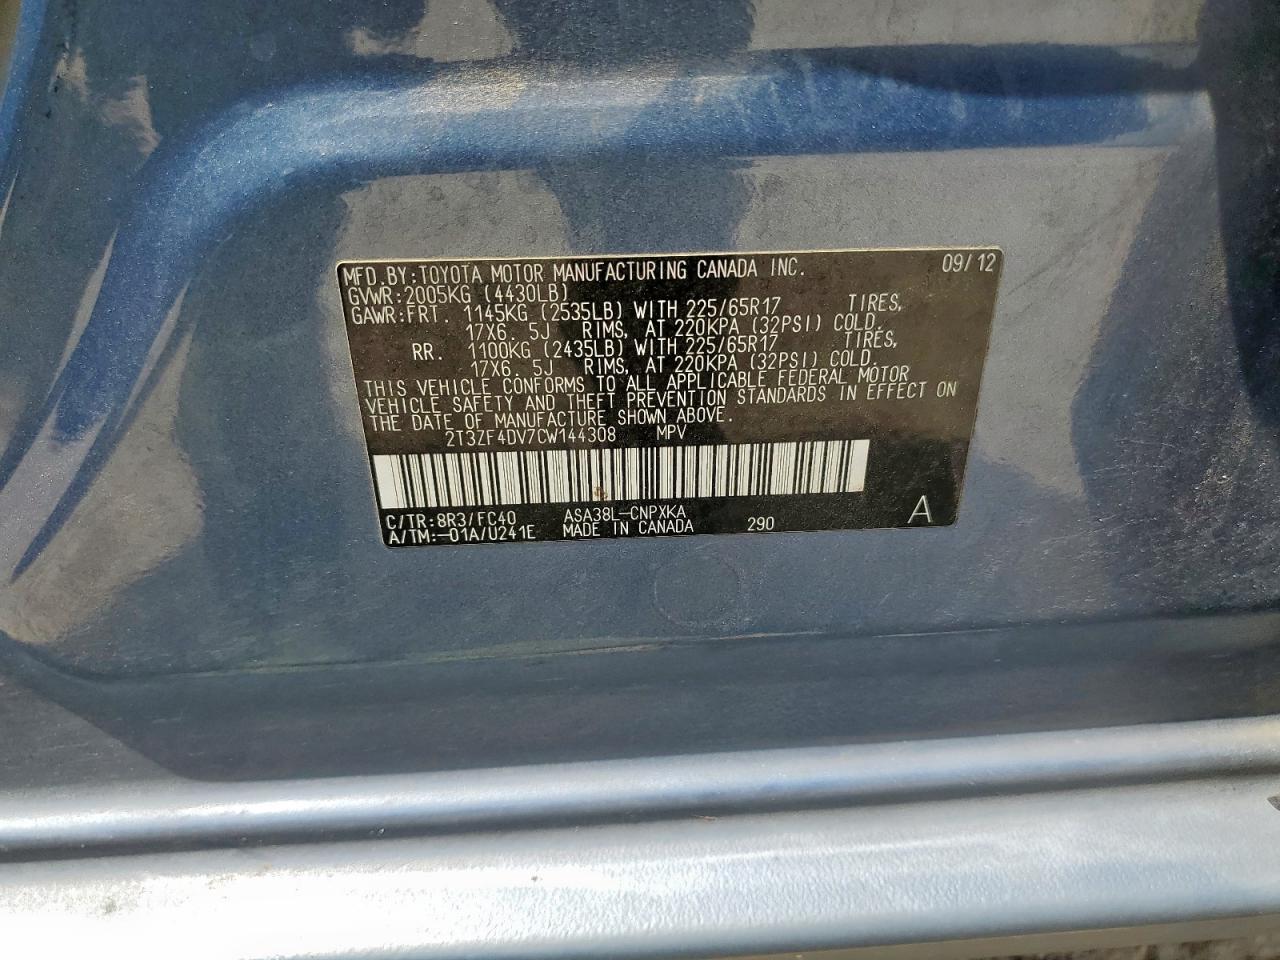 MFD.BY:TOYOTA MOTOR MANUFACTURING CANADA INC. 09/12
GVWR:2005KG (4430LB)
GAWR:FRT. 1145KG (2535LB) WITH 225/65R17 TIRES,
17X6.5J RIMS, AT 220KPA (32PSI) COLD.
RR. 1100KG (2435LB) WITH 225/65R17 TIRES,
17X6.5J RIMS, AT 220KPA (32PSI) COLD.
THIS VEHICLE CONFORMS TO ALL APPLICABLE FEDERAL MOTOR
VEHICLE SAFETY AND THEFT PREVENTION STANDARDS IN EFFECT ON
THE DATE OF MANUFACTURE SHOWN ABOVE.
2T3ZF4DV7CW144308 MPV
C/TR:8R3/FC40 ASA38L-CNPXKA A
A/TM:-01A/U241E MADE IN CANADA 290